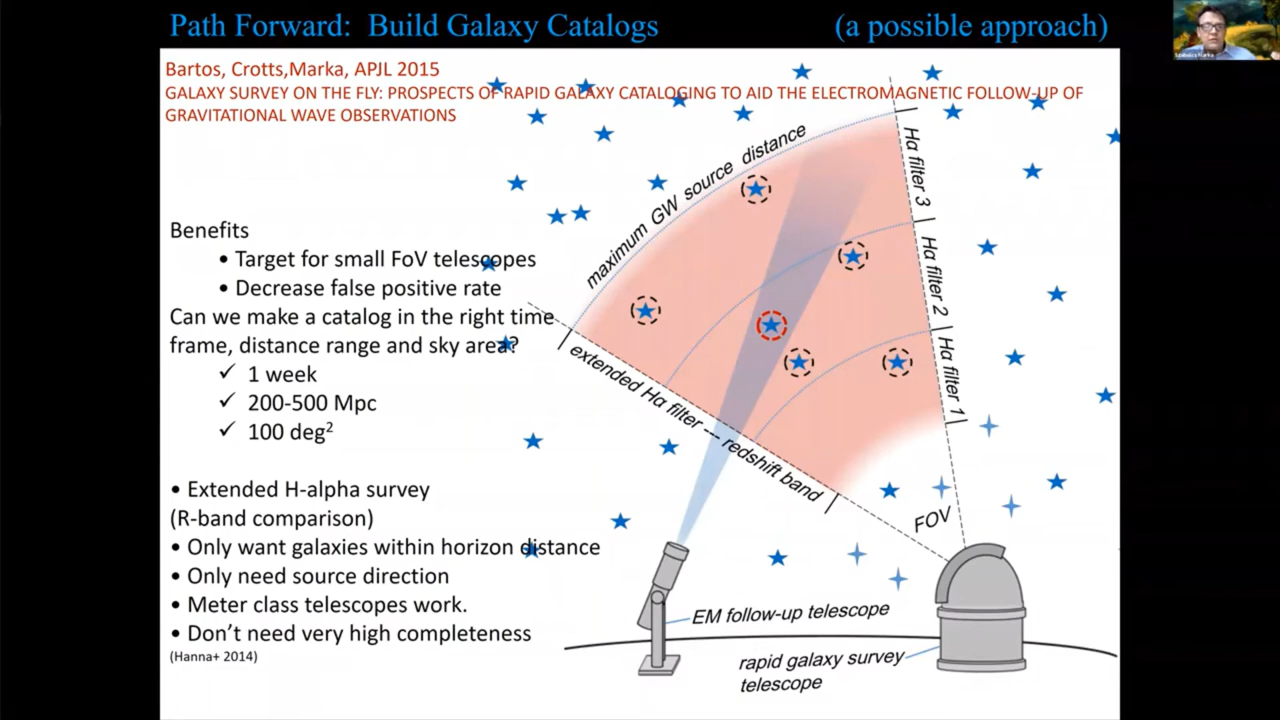 Path Forward: Build Galaxy Catalogs (a possible approach)
Bartos, Crotts,Marka, APJL 2015
GALAXY SURVEY ON THE FLY: PROSPECTS OF RAPID GALAXY CATALOGING TO AID THE ELECTROMAGNETIC FOLLOW-UP OF
GRAVITATIONAL WAVE OBSERVATIONS
Benefits
• Target for small FoV telescopes
• Decrease false positive rate
Can we make a catalog in the right time
frame, distance range and sky area?
✓ 1 week
✓ 200-500 Mpc
✓ 100 deg²
• Extended H-alpha survey
(R-band comparison)
• Only want galaxies within horizon distance
• Only need source direction
• Meter class telescopes work.
• Don't need very high completeness
(Hanna+ 2014)
maximum GW source distance
Hα filter 3
Hα filter 2
Hα filter 1
extended Hα filter --- redshift band
FOV
EM follow-up telescope
rapid galaxy survey
telescope